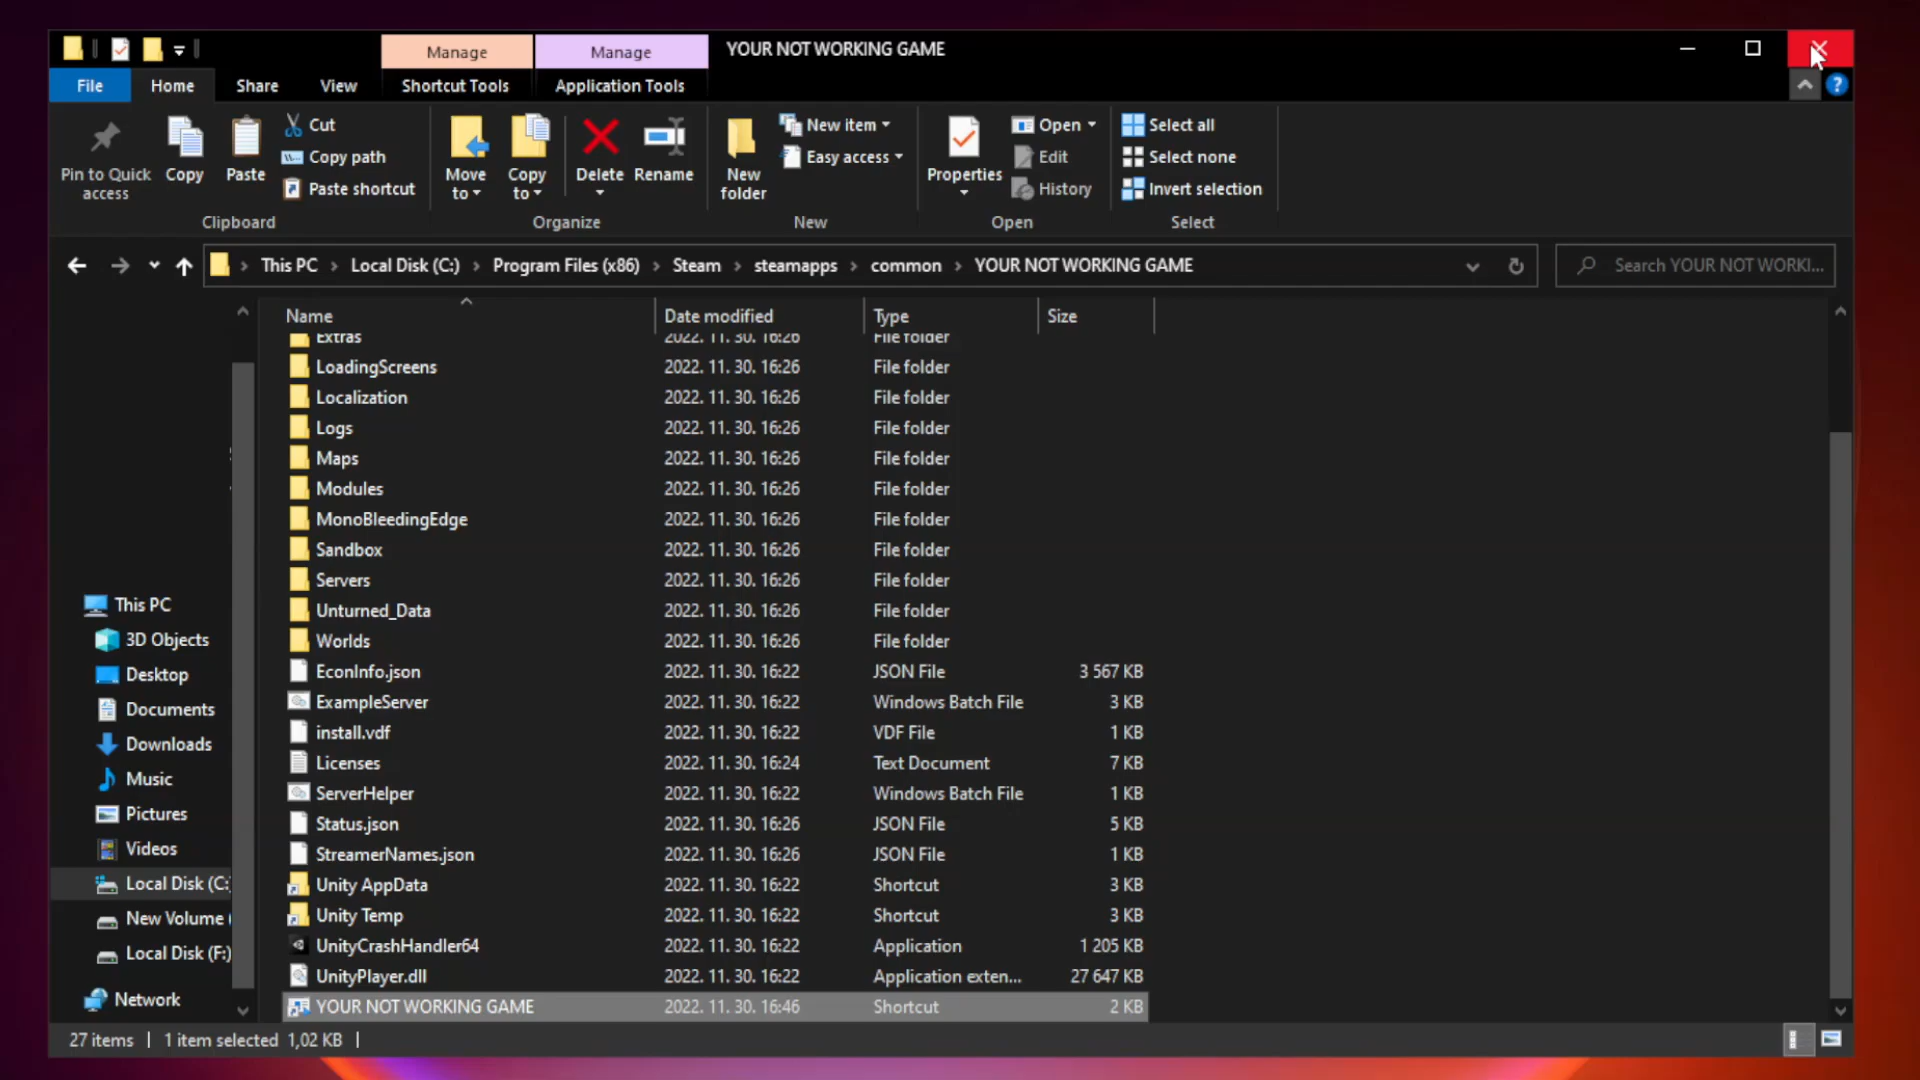 Manage
Manage
YOUR NOT WORKING GAME
File
Home
Share
View
Shortcut Tools
Application Tools
?
Pin to Quick access
Copy
Paste
Cut
Copy path
Paste shortcut
Clipboard
Move to
Copy to
Delete
Rename
Organize
New folder
New item
Easy access
New
Properties
Open
Edit
History
Open
Select all
Select none
Invert selection
Select
This PC
Local Disk (C:)
Program Files (x86)
Steam
steamapps
common
YOUR NOT WORKING GAME
Search YOUR NOT WORKI...
Name
Date modified
Type
Size
Extras 2022. 11. 30. 16:26 File folder
LoadingScreens 2022. 11. 30. 16:26 File folder
Localization 2022. 11. 30. 16:26 File folder
Logs 2022. 11. 30. 16:26 File folder
Maps 2022. 11. 30. 16:26 File folder
Modules 2022. 11. 30. 16:26 File folder
MonoBleedingEdge 2022. 11. 30. 16:26 File folder
Sandbox 2022. 11. 30. 16:26 File folder
Servers 2022. 11. 30. 16:26 File folder
Unturned_Data 2022. 11. 30. 16:26 File folder
Worlds 2022. 11. 30. 16:26 File folder
EconInfo.json 2022. 11. 30. 16:22 JSON File 3 567 KB
ExampleServer 2022. 11. 30. 16:22 Windows Batch File 3 KB
install.vdf 2022. 11. 30. 16:22 VDF File 1 KB
Licenses 2022. 11. 30. 16:24 Text Document 7 KB
ServerHelper 2022. 11. 30. 16:22 Windows Batch File 1 KB
Status.json 2022. 11. 30. 16:26 JSON File 5 KB
StreamerNames.json 2022. 11. 30. 16:26 JSON File 1 KB
Unity AppData 2022. 11. 30. 16:22 Shortcut 3 KB
Unity Temp 2022. 11. 30. 16:22 Shortcut 3 KB
UnityCrashHandler64 2022. 11. 30. 16:22 Application 1 205 KB
UnityPlayer.dll 2022. 11. 30. 16:22 Application exten... 27 647 KB
YOUR NOT WORKING GAME 2022. 11. 30. 16:46 Shortcut 2 KB
This PC
3D Objects
Desktop
Documents
Downloads
Music
Pictures
Videos
Local Disk (C:
New Volume (
Local Disk (F:)
Network
27 items
1 item selected 1,02 KB